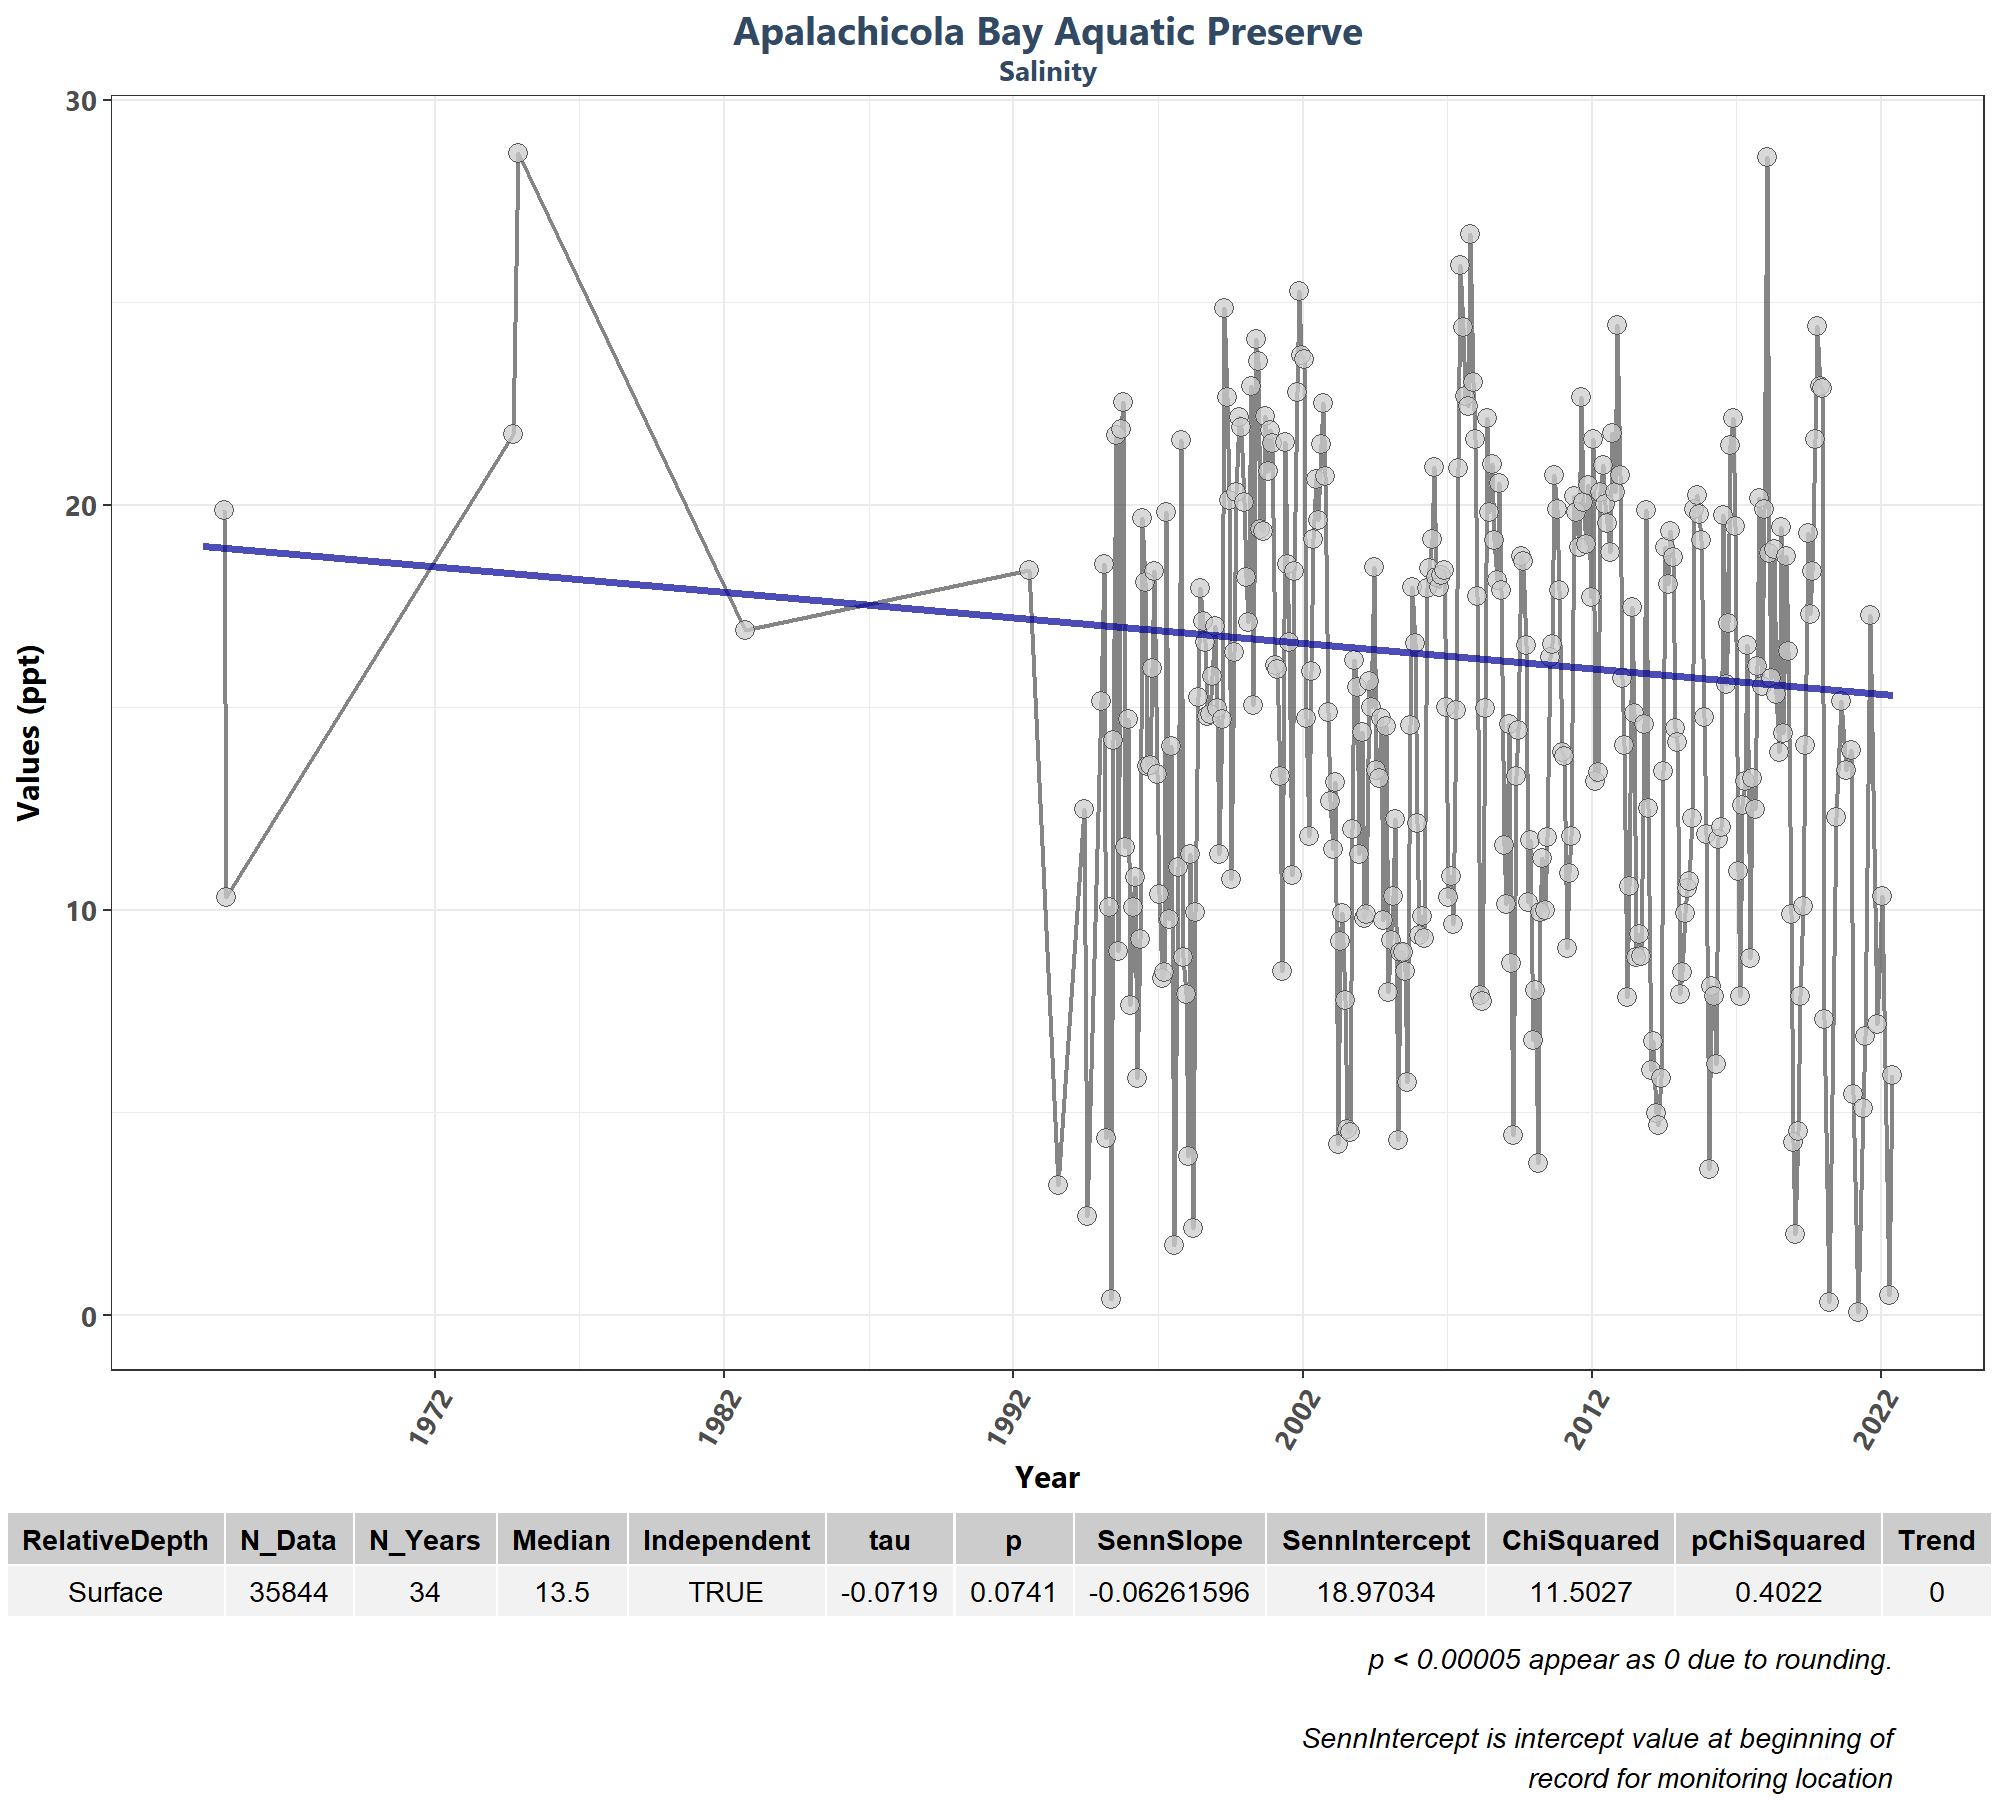 Apalachicola Bay Aquatic Preserve
Salinity
30
20
10
0
Values (ppt)
1972
1982
1992
2002
2012
2022
Year
RelativeDepth N_Data N_Years Median Independent tau p SennSlope SennIntercept ChiSquared pChiSquared Trend
Surface 35844 34 13.5 TRUE -0.0719 0.0741 -0.06261596 18.97034 11.5027 0.4022 0
p < 0.00005 appear as 0 due to rounding.
SennIntercept is intercept value at beginning of
record for monitoring location